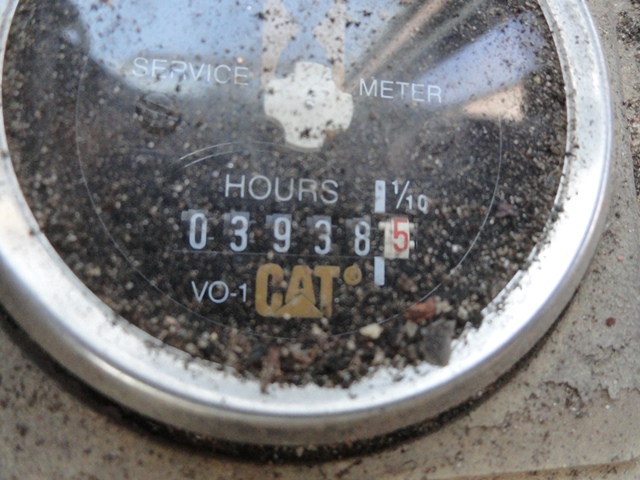 SERVICE METER
HOURS 1/10
039385
VO-1 CAT